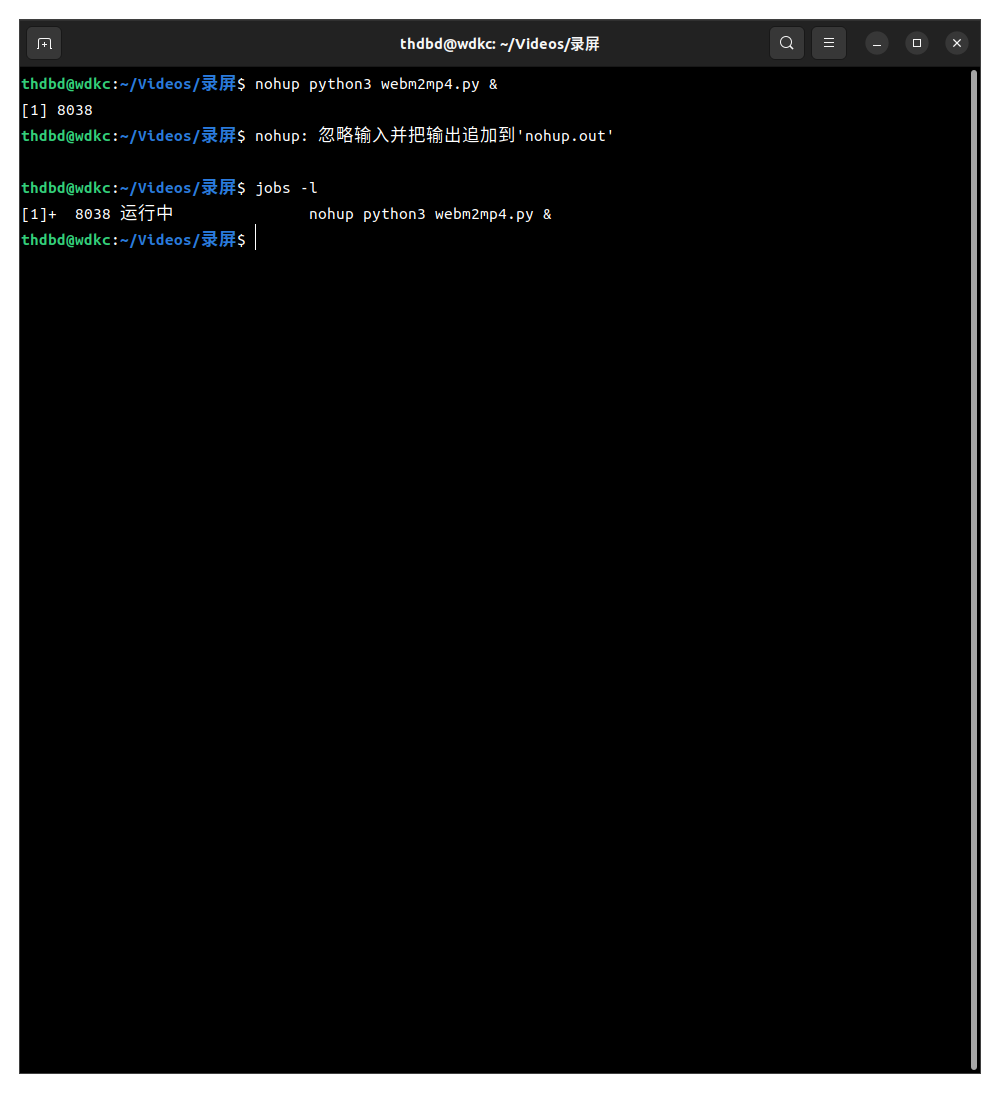 thdbd@wdkc: ~/Videos/录屏
thdbd@wdkc:~/Videos/录屏$ nohup python3 webm2mp4.py &
[1] 8038
thdbd@wdkc:~/Videos/录屏$ nohup: 忽略输入并把输出追加到'nohup.out'
thdbd@wdkc:~/Videos/录屏$ jobs -l
[1]+  8038 运行中               nohup python3 webm2mp4.py &
thdbd@wdkc:~/Videos/录屏$